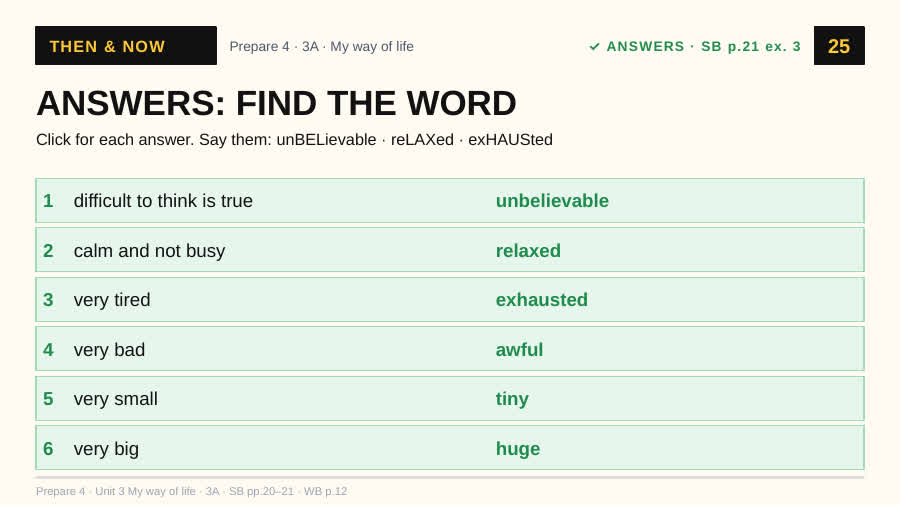 THEN & NOW
Prepare 4 · 3A · My way of life
✓ ANSWERS · SB p.21 ex. 3
25
ANSWERS: FIND THE WORD
Click for each answer. Say them: unBELievable · reLAXed · exHAUSted
1 difficult to think is true unbelievable
2 calm and not busy relaxed
3 very tired exhausted
4 very bad awful
5 very small tiny
6 very big huge
Prepare 4 · Unit 3 My way of life · 3A · SB pp.20–21 · WB p.12